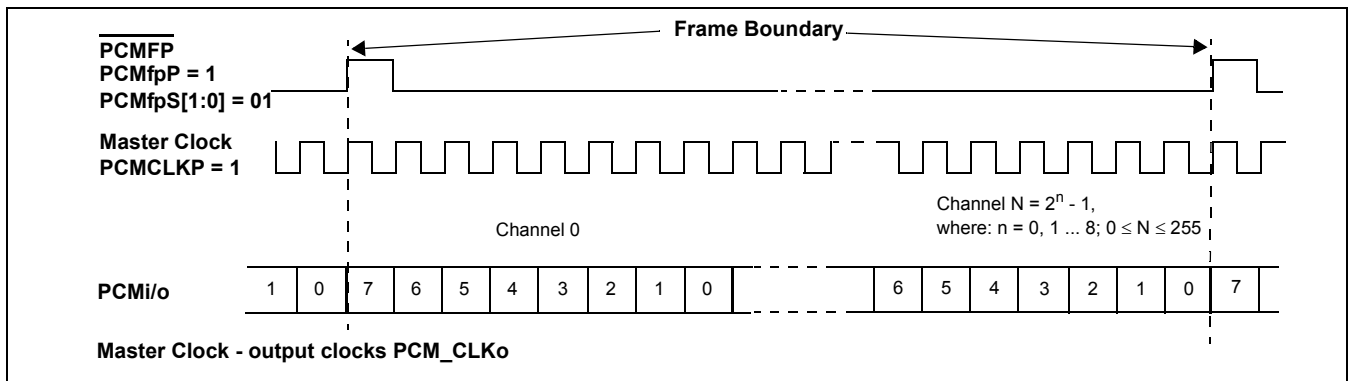 Frame Boundary
PCMFP
PCMfpP = 1
PCMfpS[1:0] = 01
Master Clock
PCMCLKP = 1
Channel 0
Channel N = 2ⁿ - 1,
where: n = 0, 1 ... 8; 0 ≤ N ≤ 255
PCMi/o 1 0 7 6 5 4 3 2 1 0 6 5 4 3 2 1 0 7
Master Clock - output clocks PCM_CLKo